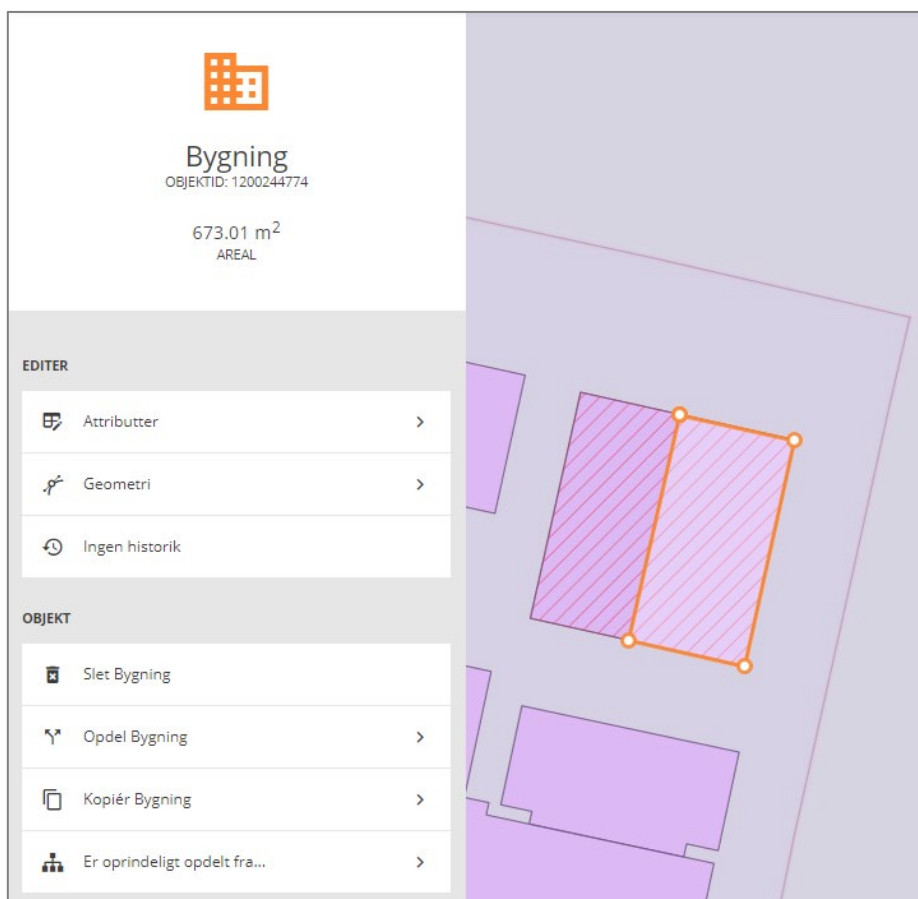 Bygning
OBJEKTID: 1200244774
673.01 m²
AREAL
EDITER
Attributter
Geometri
Ingen historik
OBJEKT
Slet Bygning
Opdel Bygning
Kopiér Bygning
Er oprindeligt opdelt fra...